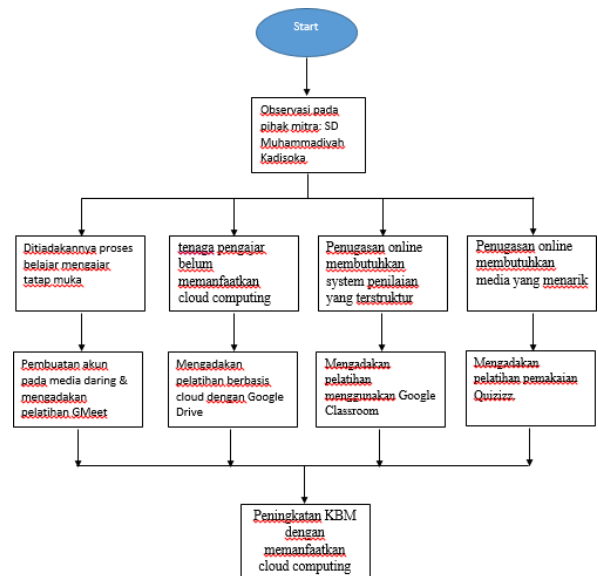 Start
Observasi pada
pihak mitra: SD
Muhammadiyah
Kadisoka
Ditiadakannya proses
belajar mengajar
tatap muka
tenaga pengajar
belum
memanfaatkan
cloud computing
Penugasan online
membutuhkan
system penilaian
yang terstruktur
Penugasan online
membutuhkan
media yang menarik
Pembuatan akun
pada media daring &
mengadakan
pelatihan GMeet
Mengadakan
pelatihan berbasis
cloud dengan Google
Drive
Mengadakan
pelatihan
menggunakan Google
Classroom
Mengadakan
pelatihan pemakaian
Quizizz.
Peningkatan KBM
dengan
memanfaatkan
cloud computing